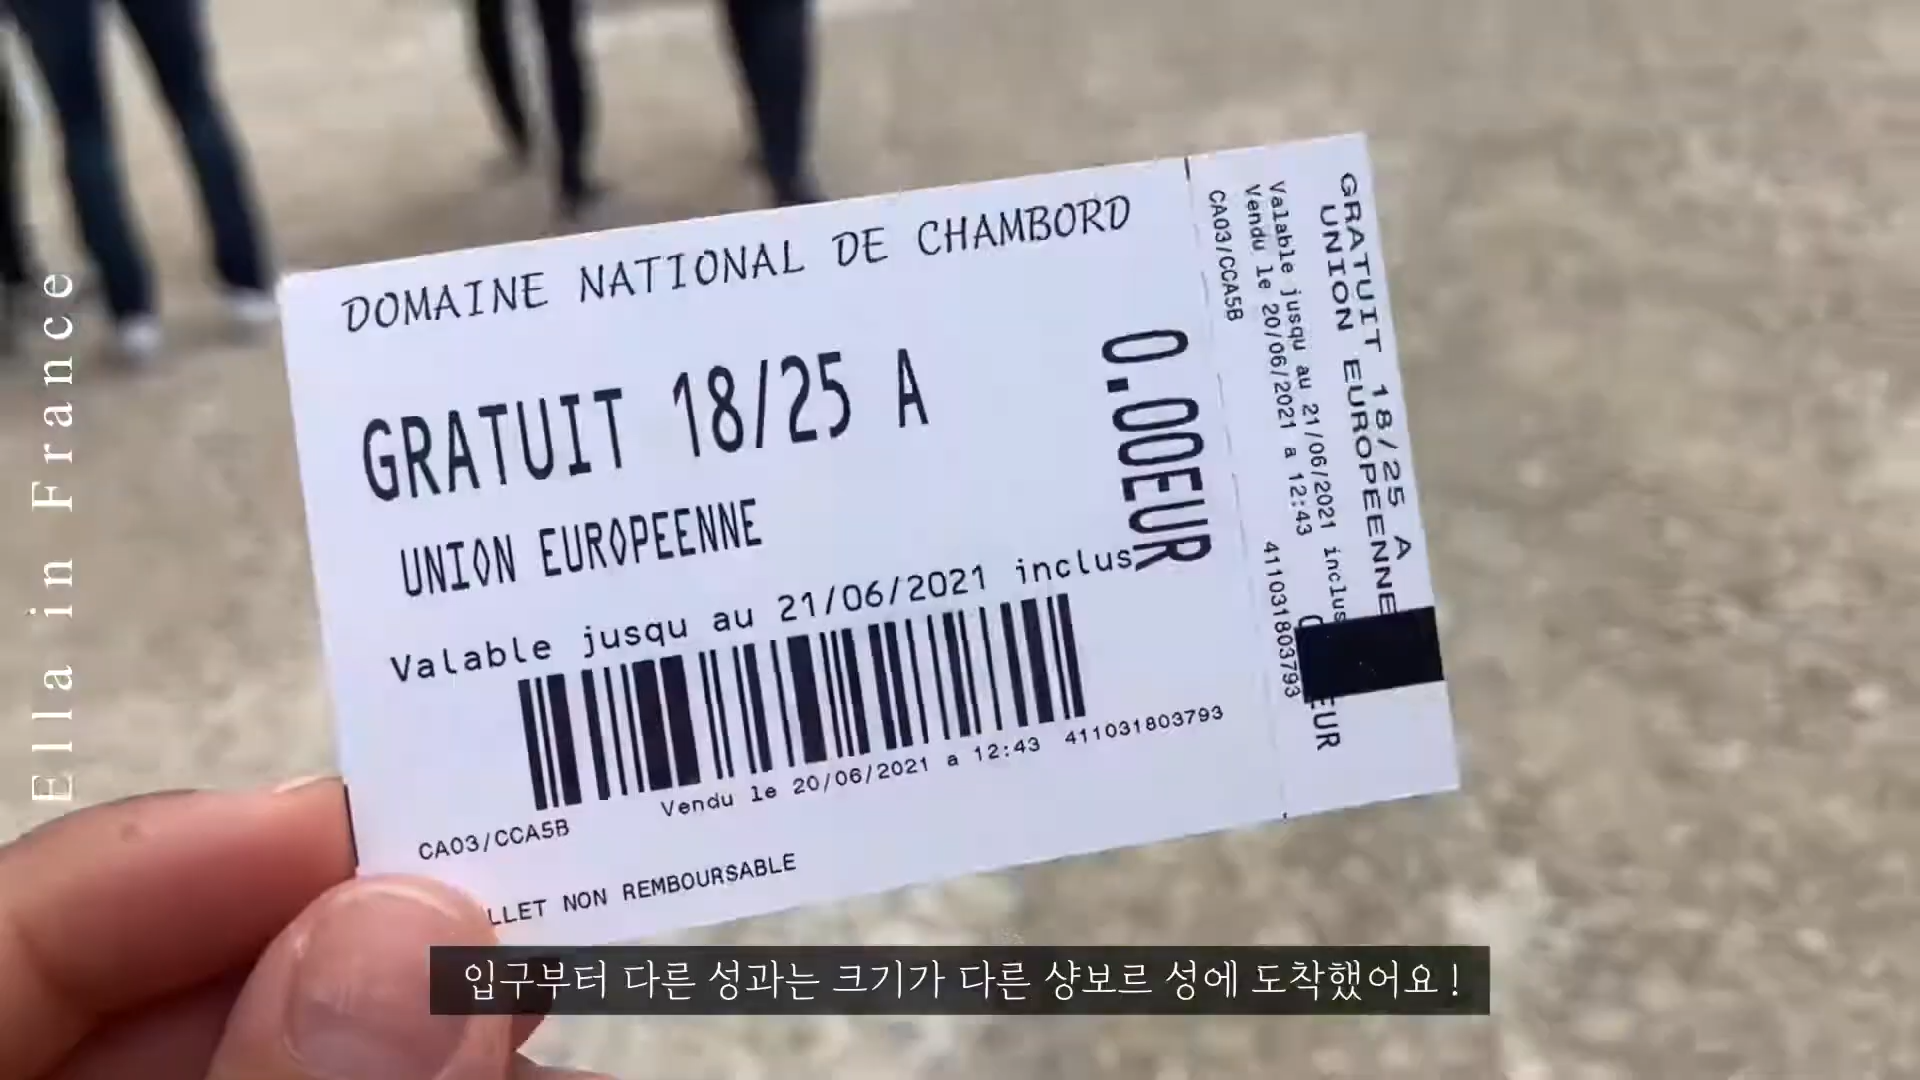 Ella in France
DOMAINE NATIONAL DE CHAMBORD
GRATUIT 18/25 A
UNION EUROPEENNE
0.00EUR
Valable jusqu au 21/06/2021 inclus
Vendu le 20/06/2021 a 12:43 411031803793
CA03/CCA5B
LLET NON REMBOURSABLE
GRATUIT 18/25 A
UNION EUROPEENNE
Valable jusqu au 21/06/2021 inclus
Vendu le 20/06/2021 a 12:43
CA03/CCA5B
411031803793
EUR
입구부터 다른 성과는 크기가 다른 샹보르 성에 도착했어요!